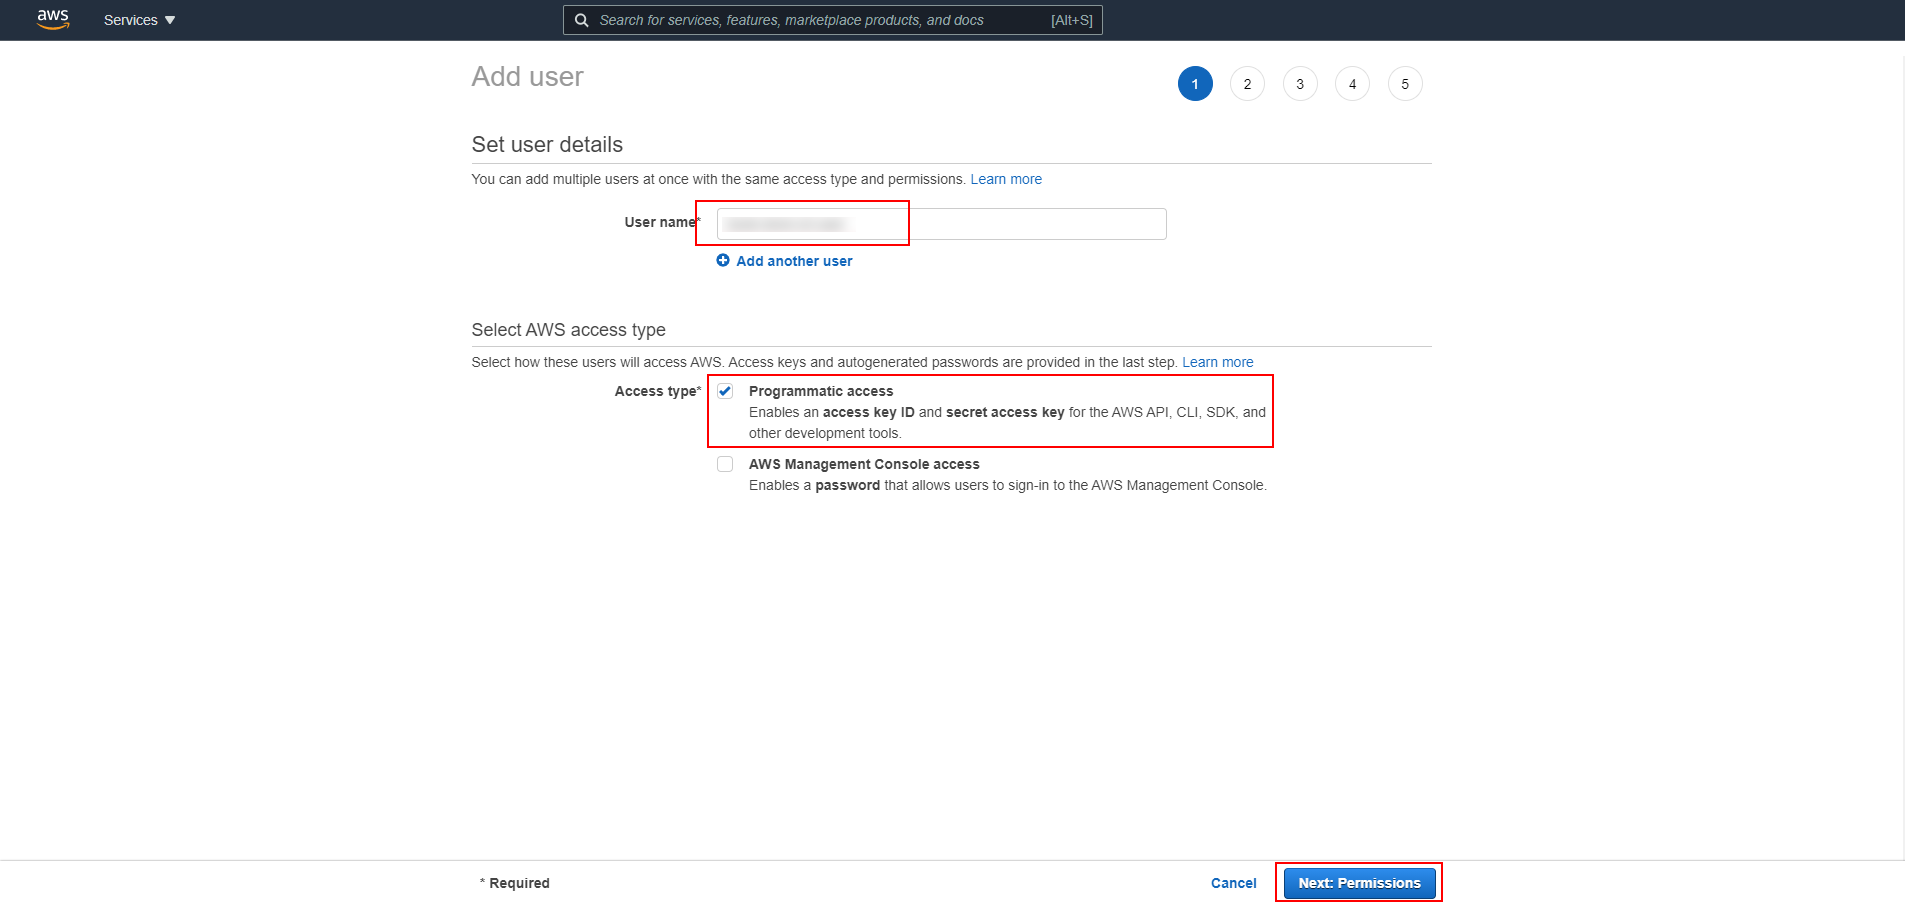 aws Services Search for services, features, marketplace products, and docs [Alt+S]
Add user 1 2 3 4 5
Set user details
You can add multiple users at once with the same access type and permissions. Learn more
User name*
Add another user
Select AWS access type
Select how these users will access AWS. Access keys and autogenerated passwords are provided in the last step. Learn more
Access type* Programmatic access
Enables an access key ID and secret access key for the AWS API, CLI, SDK, and
other development tools.
AWS Management Console access
Enables a password that allows users to sign-in to the AWS Management Console.
* Required Cancel Next: Permissions